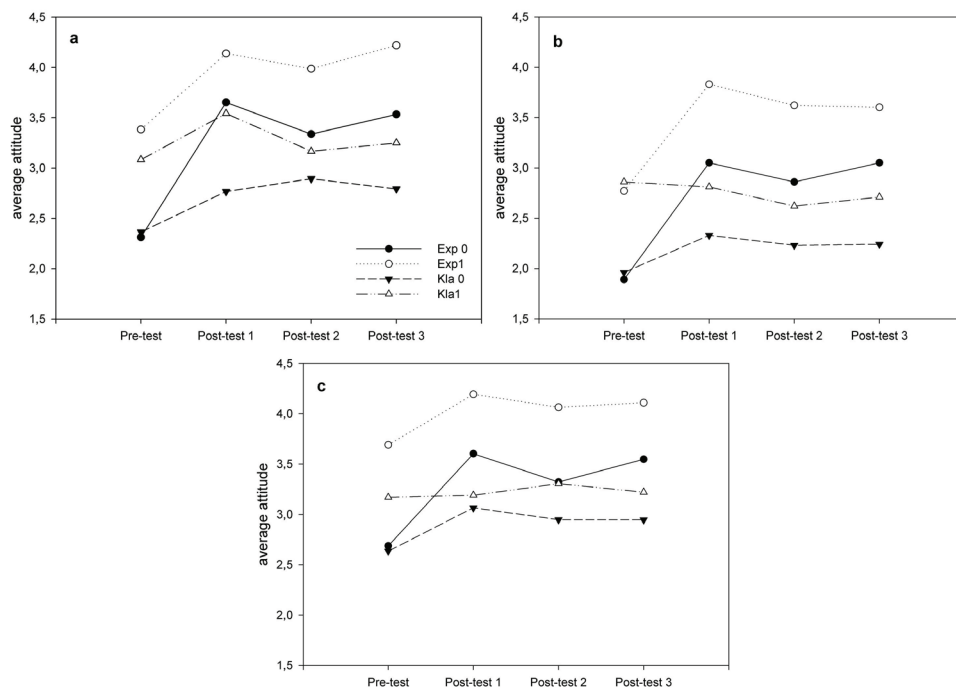 a
4,5
4,0
3,5
3,0
2,5
2,0
1,5
average attitude
Exp 0
Exp1
Kla 0
Kla1
Pre-test Post-test 1 Post-test 2 Post-test 3
b
4,5
4,0
3,5
3,0
2,5
2,0
1,5
average attitude
Pre-test Post-test 1 Post-test 2 Post-test 3
c
4,5
4,0
3,5
3,0
2,5
2,0
1,5
average attitude
Pre-test Post-test 1 Post-test 2 Post-test 3